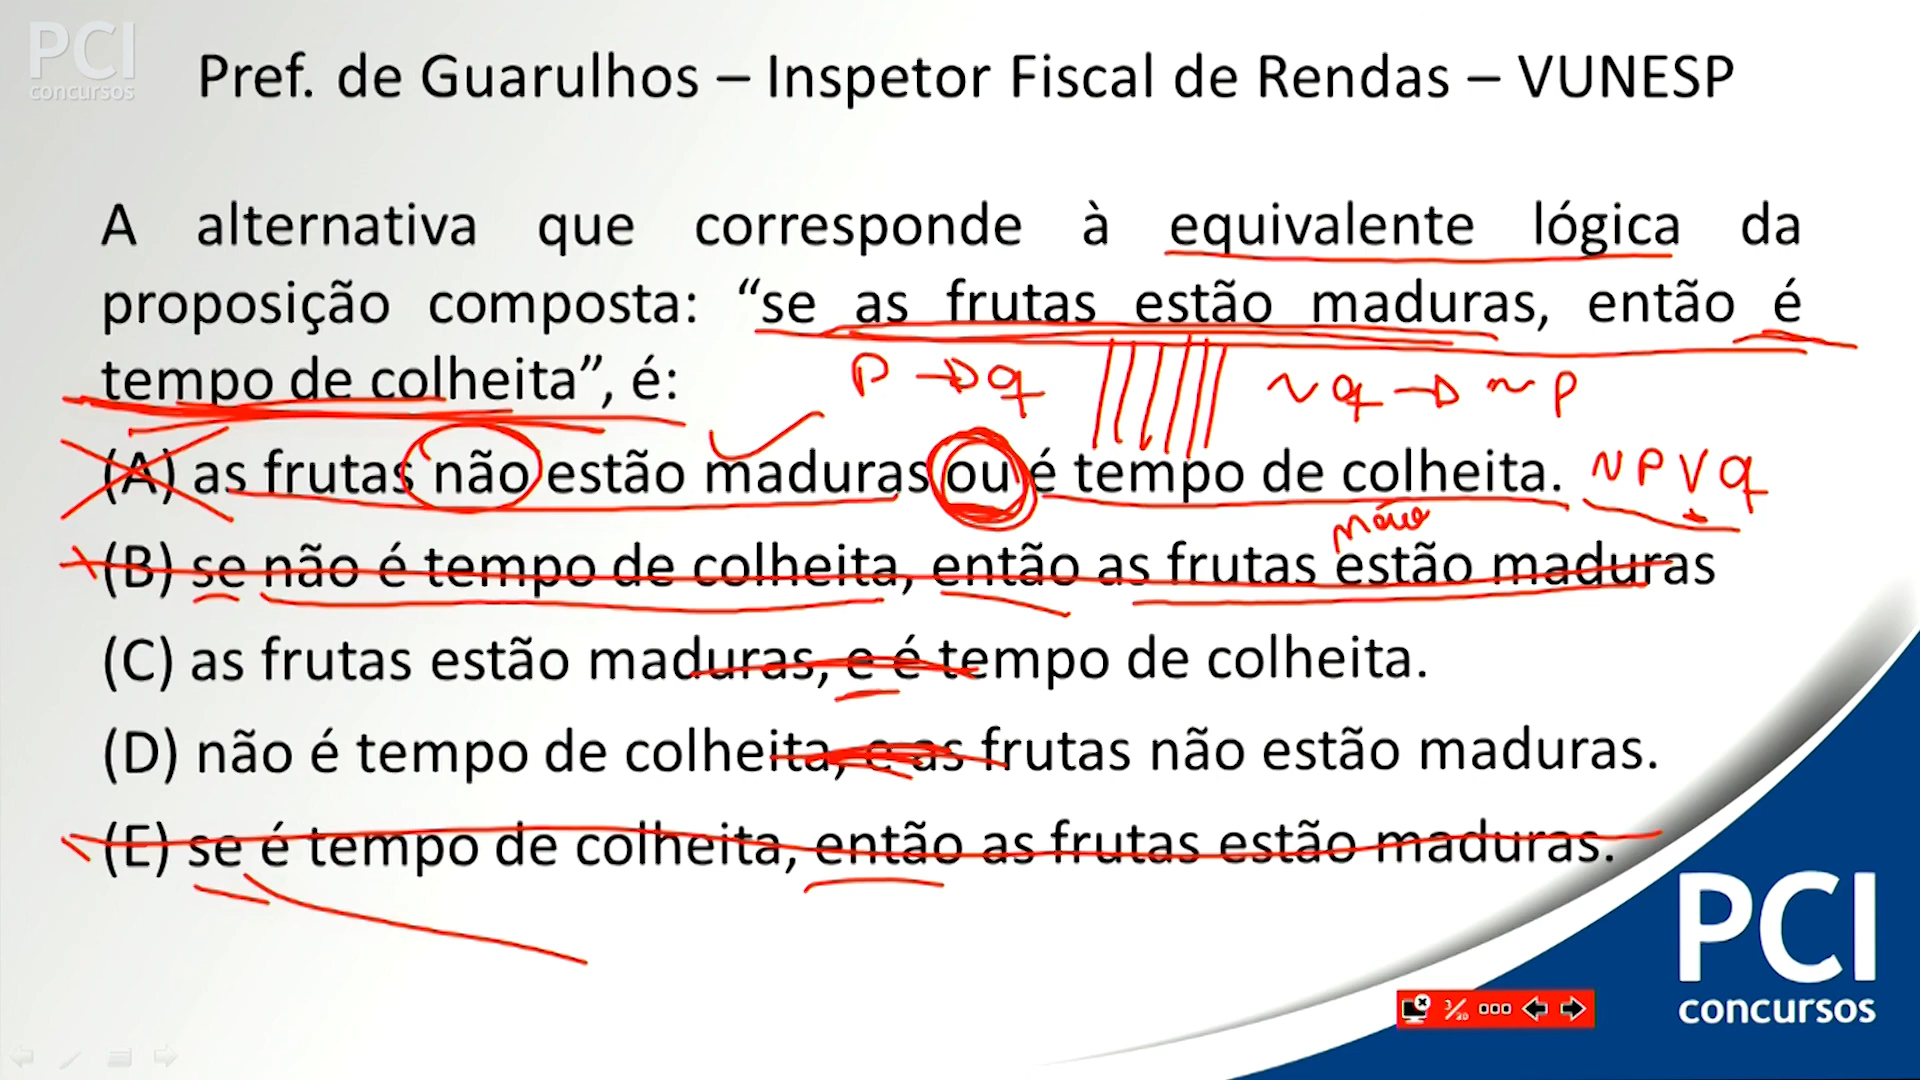 PCI
concursos
Pref. de Guarulhos – Inspetor Fiscal de Rendas – VUNESP
A alternativa que corresponde à equivalente lógica da
proposição composta: “se as frutas estão maduras, então é
tempo de colheita”, é:
P → q
~q → ~P
(A) as frutas não estão maduras ou é tempo de colheita.
~P V q
não
(B) se não é tempo de colheita, então as frutas estão maduras
(C) as frutas estão maduras, e é tempo de colheita.
(D) não é tempo de colheita, e as frutas não estão maduras.
(E) se é tempo de colheita, então as frutas estão maduras.
PCI
concursos
3/20